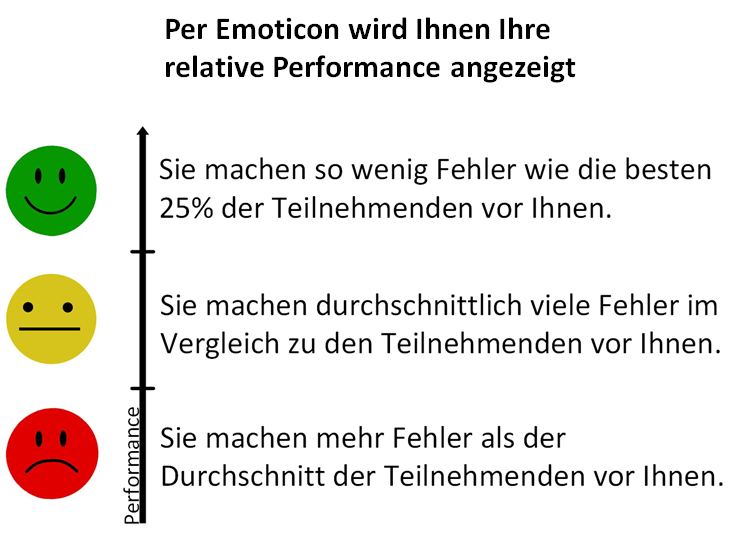 Per Emoticon wird Ihnen Ihre
relative Performance angezeigt
Sie machen so wenig Fehler wie die besten
25% der Teilnehmenden vor Ihnen.
Sie machen durchschnittlich viele Fehler im
Vergleich zu den Teilnehmenden vor Ihnen.
Sie machen mehr Fehler als der
Durchschnitt der Teilnehmenden vor Ihnen.
Performance